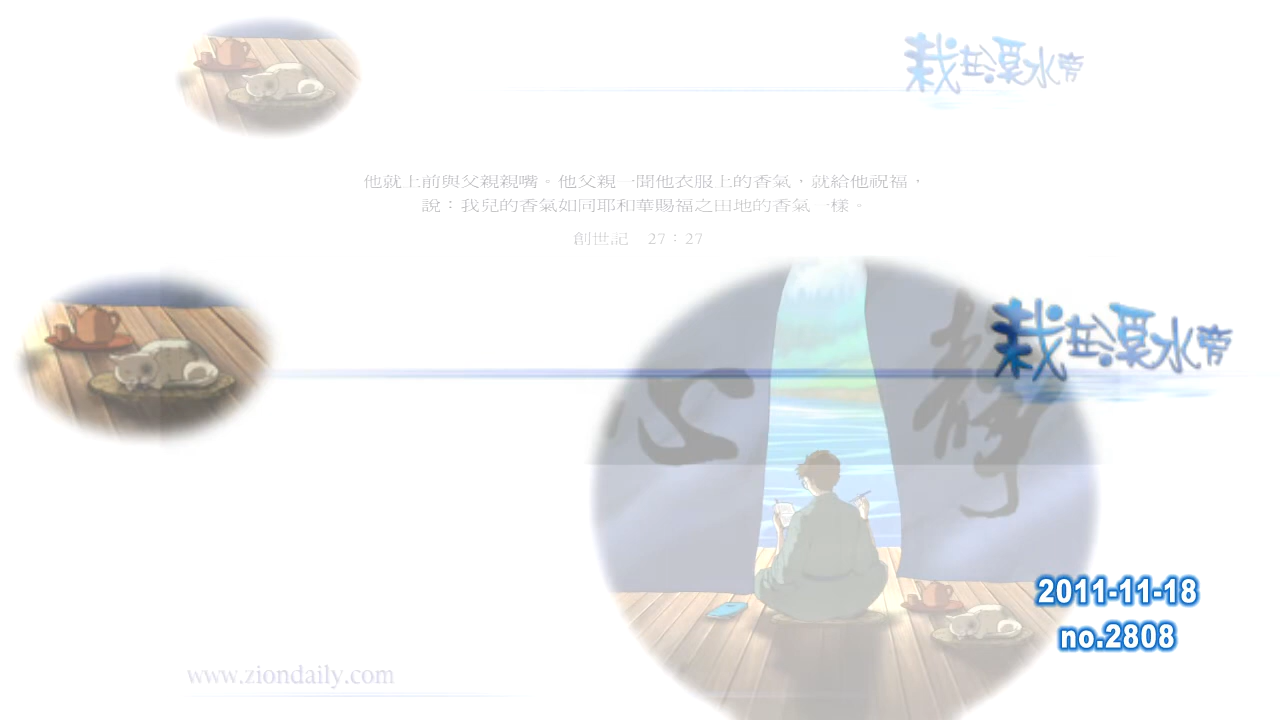 栽在溪水旁
他就上前與父親親嘴。他父親一聞他衣服上的香氣，就給他祝福，
說：我兒的香氣如同耶和華賜福之田地的香氣一樣。
創世記 27：27
栽在溪水旁
靜
心
2011-11-18
no.2808
www.ziondaily.com